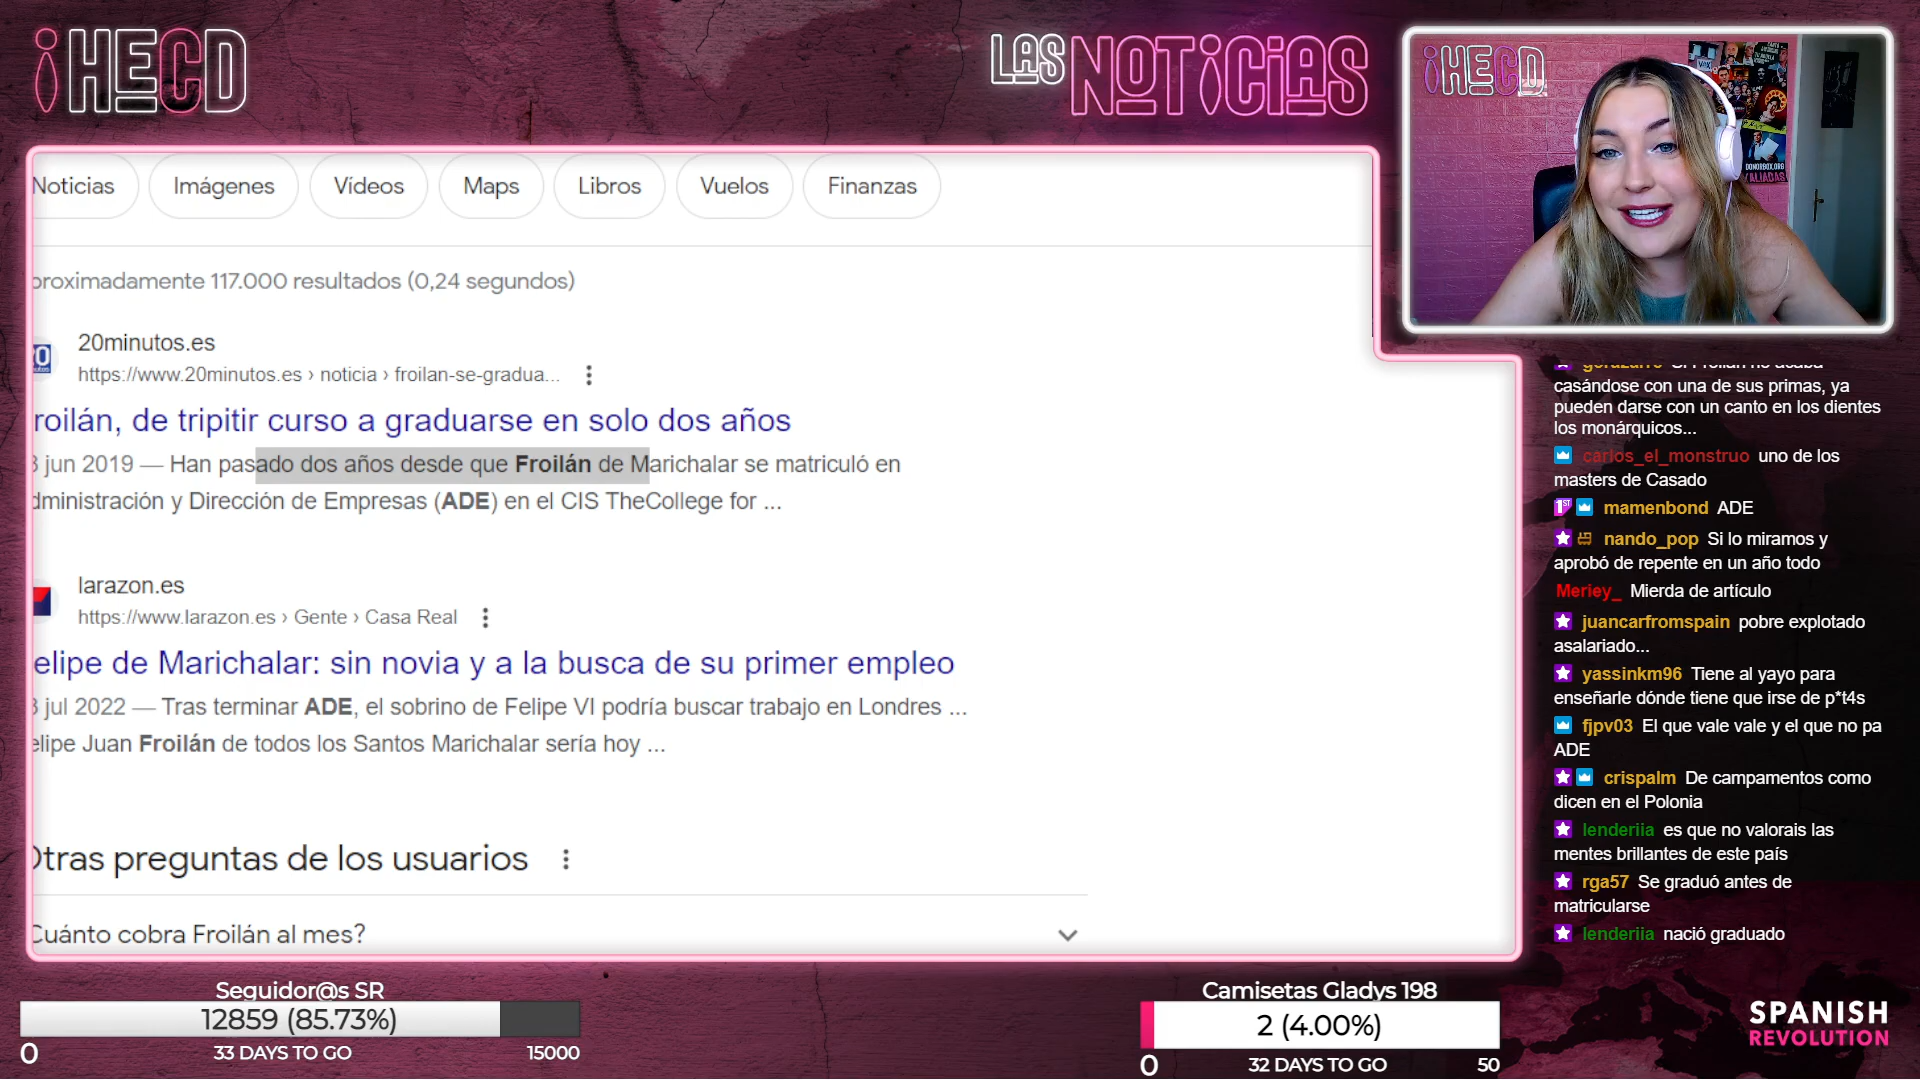 ¡HECD
LAS NOTICIAS
¡HECD
Noticias
Imágenes
Vídeos
Maps
Libros
Vuelos
Finanzas
proximadamente 117.000 resultados (0,24 segundos)
20minutos.es
https://www.20minutos.es › noticia › froilan-se-gradua...
roilán, de tripitir curso a graduarse en solo dos años
3 jun 2019 — Han pasado dos años desde que Froilán de Marichalar se matriculó en
dministración y Dirección de Empresas (ADE) en el CIS TheCollege for ...
larazon.es
https://www.larazon.es › Gente › Casa Real
elipe de Marichalar: sin novia y a la busca de su primer empleo
3 jul 2022 — Tras terminar ADE, el sobrino de Felipe VI podría buscar trabajo en Londres ...
elipe Juan Froilán de todos los Santos Marichalar sería hoy ...
Otras preguntas de los usuarios
Cuánto cobra Froilán al mes?
casándose con una de sus primas, ya
pueden darse con un canto en los dientes
los monárquicos...
carlos_el_monstruo uno de los
masters de Casado
mamenbond ADE
nando_pop Si lo miramos y
aprobó de repente en un año todo
Meriey_ Mierda de artículo
juancarfromspain pobre explotado
asalariado...
yassinkm96 Tiene al yayo para
enseñarle dónde tiene que irse de p*t4s
fjpv03 El que vale vale y el que no pa
ADE
crispalm De campamentos como
dicen en el Polonia
lenderiia es que no valorais las
mentes brillantes de este país
rga57 Se graduó antes de
matricularse
lenderiia nació graduado
Seguidor@s SR
12859 (85.73%)
0
33 DAYS TO GO
15000
Camisetas Gladys 198
2 (4.00%)
0
32 DAYS TO GO
50
SPANISH
REVOLUTION